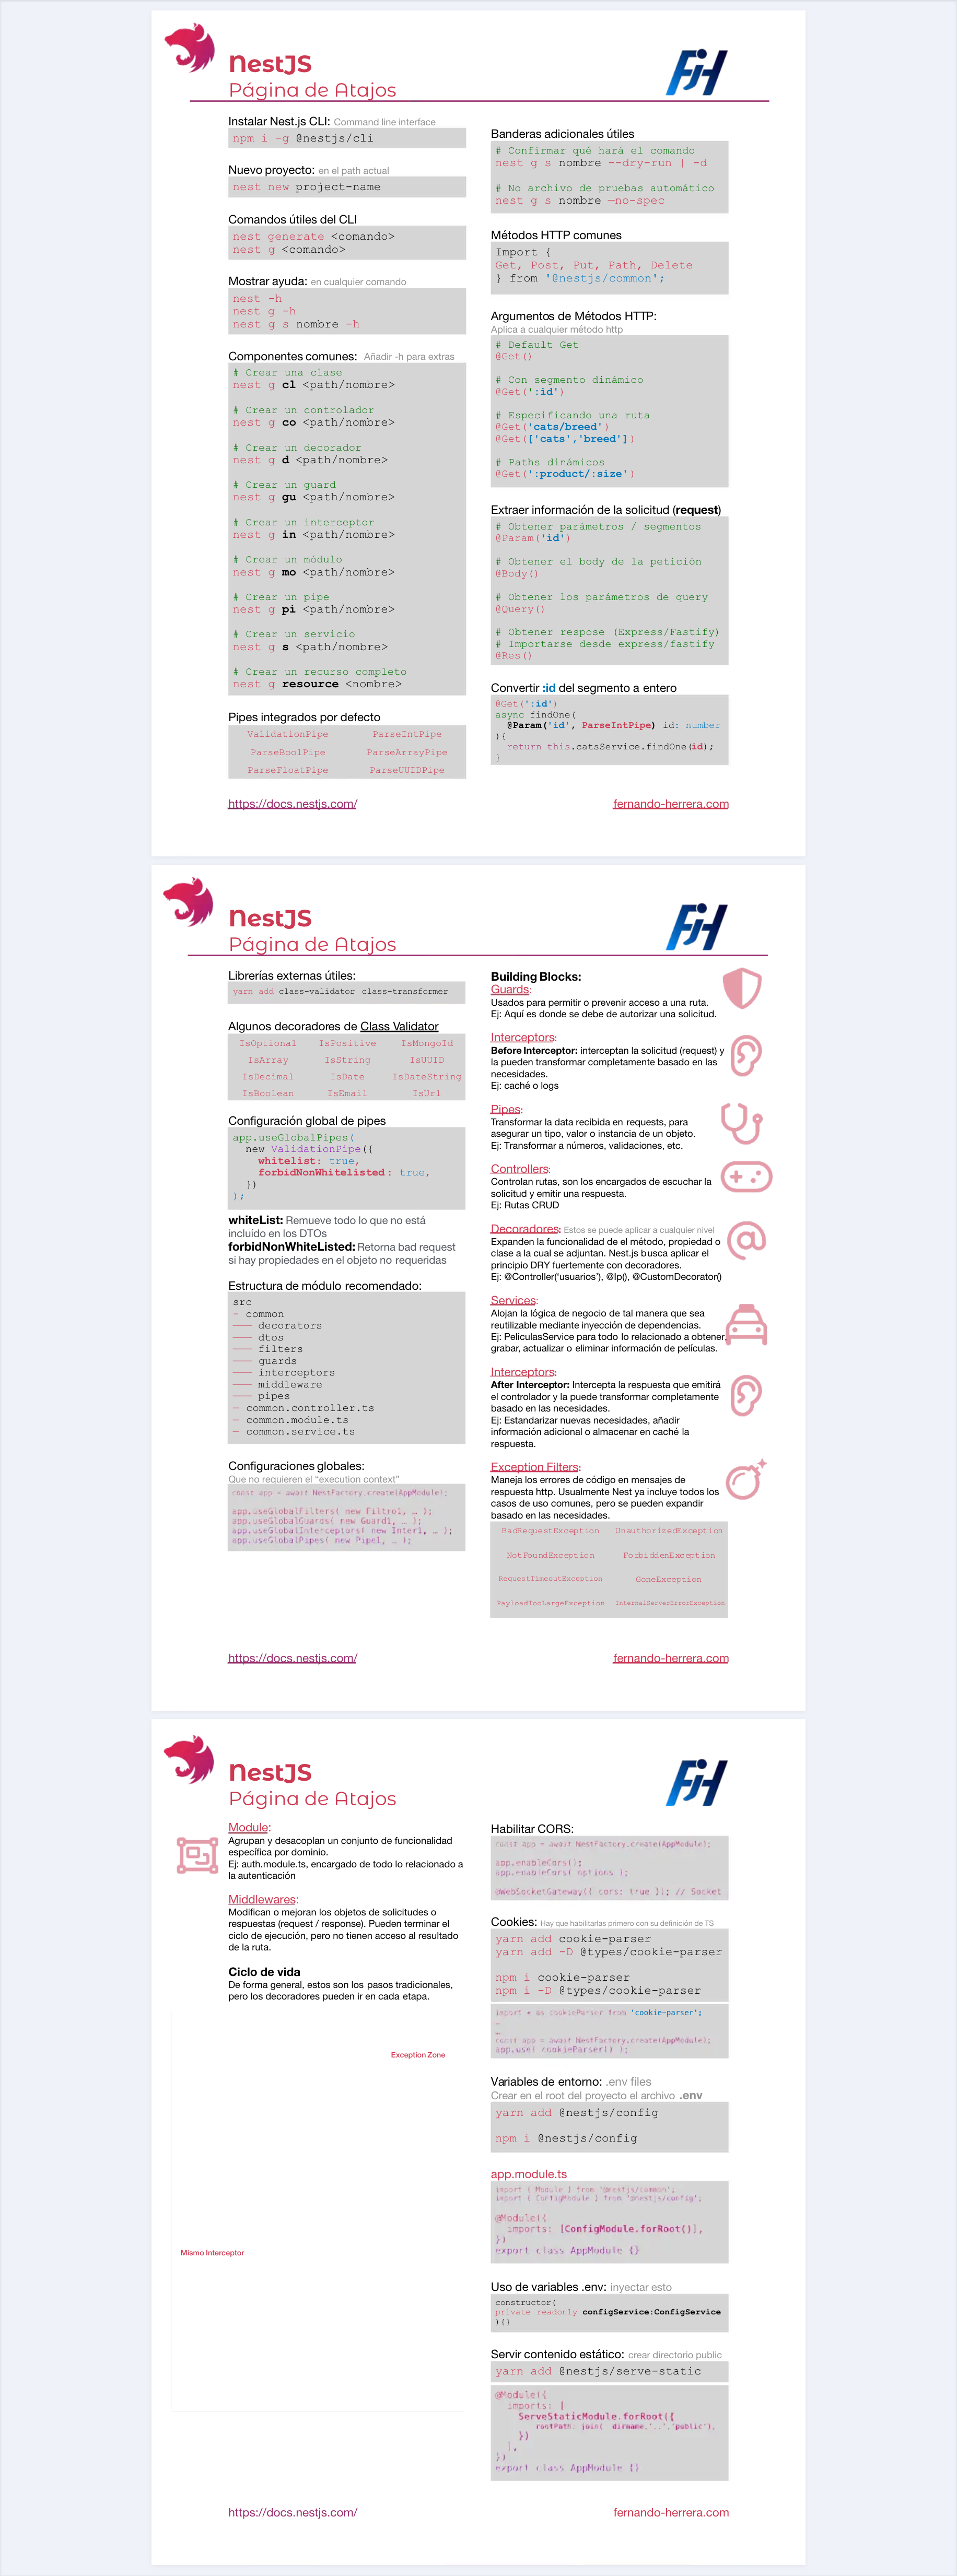 NestJS
Página de Atajos
Instalar Nest.js CLI: Command line interface
npm i -g @nestjs/cli
Nuevo proyecto: en el path actual
nest new project-name
Comandos útiles del CLI
nest generate <comando>
nest g <comando>
Mostrar ayuda: en cualquier comando
nest -h
nest g -h
nest g s nombre -h
Componentes comunes: Añadir -h para extras
# Crear una clase
nest g cl <path/nombre>
# Crear un controlador
nest g co <path/nombre>
# Crear un decorador
nest g d <path/nombre>
# Crear un guard
nest g gu <path/nombre>
# Crear un interceptor
nest g in <path/nombre>
# Crear un módulo
nest g mo <path/nombre>
# Crear un pipe
nest g pi <path/nombre>
# Crear un servicio
nest g s <path/nombre>
# Crear un recurso completo
nest g resource <nombre>
Pipes integrados por defecto
ValidationPipe ParseIntPipe
ParseBoolPipe ParseArrayPipe
ParseFloatPipe ParseUUIDPipe
Banderas adicionales útiles
# Confirmar qué hará el comando
nest g s nombre --dry-run | -d
# No archivo de pruebas automático
nest g s nombre —no-spec
Métodos HTTP comunes
Import {
Get, Post, Put, Path, Delete
} from '@nestjs/common';
Argumentos de Métodos HTTP:
Aplica a cualquier método http
# Default Get
@Get()
# Con segmento dinámico
@Get(':id')
# Especificando una ruta
@Get('cats/breed')
@Get(['cats','breed'])
# Paths dinámicos
@Get(':product/:size')
Extraer información de la solicitud (request)
# Obtener parámetros / segmentos
@Param('id')
# Obtener el body de la petición
@Body()
# Obtener los parámetros de query
@Query()
# Obtener respose (Express/Fastify)
# Importarse desde express/fastify
@Res()
Convertir :id del segmento a entero
@Get(':id')
async findOne(
@Param('id', ParseIntPipe) id: number
){
return this.catsService.findOne(id);
}
https://docs.nestjs.com/
fernando-herrera.com
NestJS
Página de Atajos
Librerías externas útiles:
yarn add class-validator class-transformer
Algunos decoradores de Class Validator
IsOptional IsPositive IsMongoId
IsArray IsString IsUUID
IsDecimal IsDate IsDateString
IsBoolean IsEmail IsUrl
Configuración global de pipes
app.useGlobalPipes(
new ValidationPipe({
whitelist: true,
forbidNonWhitelisted: true,
})
);
whiteList: Remueve todo lo que no está
incluído en los DTOs
forbidNonWhiteListed: Retorna bad request
si hay propiedades en el objeto no requeridas
Estructura de módulo recomendado:
src
– common
——— decorators
——— dtos
——— filters
——— guards
——— interceptors
——— middleware
——— pipes
— common.controller.ts
— common.module.ts
— common.service.ts
Configuraciones globales:
Que no requieren el “execution context”
const app = await NestFactory.create(AppModule);
app.useGlobalFilters( new Filtro1, … );
app.useGlobalGuards( new Guard1, … );
app.useGlobalInterceptors( new Inter1, … );
app.useGlobalPipes( new Pipe1, … );
Building Blocks:
Guards:
Usados para permitir o prevenir acceso a una ruta.
Ej: Aquí es donde se debe de autorizar una solicitud.
Interceptors:
Before Interceptor: interceptan la solicitud (request) y
la pueden transformar completamente basado en las
necesidades.
Ej: caché o logs
Pipes:
Transformar la data recibida en requests, para
asegurar un tipo, valor o instancia de un objeto.
Ej: Transformar a números, validaciones, etc.
Controllers:
Controlan rutas, son los encargados de escuchar la
solicitud y emitir una respuesta.
Ej: Rutas CRUD
Decoradores: Estos se puede aplicar a cualquier nivel
Expanden la funcionalidad de el método, propiedad o
clase a la cual se adjuntan. Nest.js busca aplicar el
principio DRY fuertemente con decoradores.
Ej: @Controller(‘usuarios’), @Ip(), @CustomDecorator()
Services:
Alojan la lógica de negocio de tal manera que sea
reutilizable mediante inyección de dependencias.
Ej: PeliculasService para todo lo relacionado a obtener,
grabar, actualizar o eliminar información de películas.
Interceptors:
After Interceptor: Intercepta la respuesta que emitirá
el controlador y la puede transformar completamente
basado en las necesidades.
Ej: Estandarizar nuevas necesidades, añadir
información adicional o almacenar en caché la
respuesta.
Exception Filters:
Maneja los errores de código en mensajes de
respuesta http. Usualmente Nest ya incluye todos los
casos de uso comunes, pero se pueden expandir
basado en las necesidades.
BadRequestException UnauthorizedException
NotFoundException ForbiddenException
RequestTimeoutException GoneException
PayloadTooLargeException InternalServerErrorException
https://docs.nestjs.com/
fernando-herrera.com
NestJS
Página de Atajos
Module:
Agrupan y desacoplan un conjunto de funcionalidad
específica por dominio.
Ej: auth.module.ts, encargado de todo lo relacionado a
la autenticación
Middlewares:
Modifican o mejoran los objetos de solicitudes o
respuestas (request / response). Pueden terminar el
ciclo de ejecución, pero no tienen acceso al resultado
de la ruta.
Ciclo de vida
De forma general, estos son los pasos tradicionales,
pero los decoradores pueden ir en cada etapa.
Exception Zone
Mismo Interceptor
Habilitar CORS:
const app = await NestFactory.create(AppModule);
app.enableCors();
app.enableCors( options );
@WebSocketGateway({ cors: true }); // Socket
Cookies: Hay que habilitarlas primero con su definición de TS
yarn add cookie-parser
yarn add -D @types/cookie-parser
npm i cookie-parser
npm i -D @types/cookie-parser
import * as cookieParser from 'cookie-parser';
…
…
const app = await NestFactory.create(AppModule);
app.use( cookieParser() );
Variables de entorno: .env files
Crear en el root del proyecto el archivo .env
yarn add @nestjs/config
npm i @nestjs/config
app.module.ts
import { Module } from '@nestjs/common';
import { ConfigModule } from '@nestjs/config';
@Module({
imports: [ConfigModule.forRoot()],
})
export class AppModule {}
Uso de variables .env: inyectar esto
constructor(
private readonly configService:ConfigService
){}
Servir contenido estático: crear directorio public
yarn add @nestjs/serve-static
@Module({
imports: [
ServeStaticModule.forRoot({
rootPath: join(__dirname,'..','public'),
})
],
})
export class AppModule {}
https://docs.nestjs.com/
fernando-herrera.com